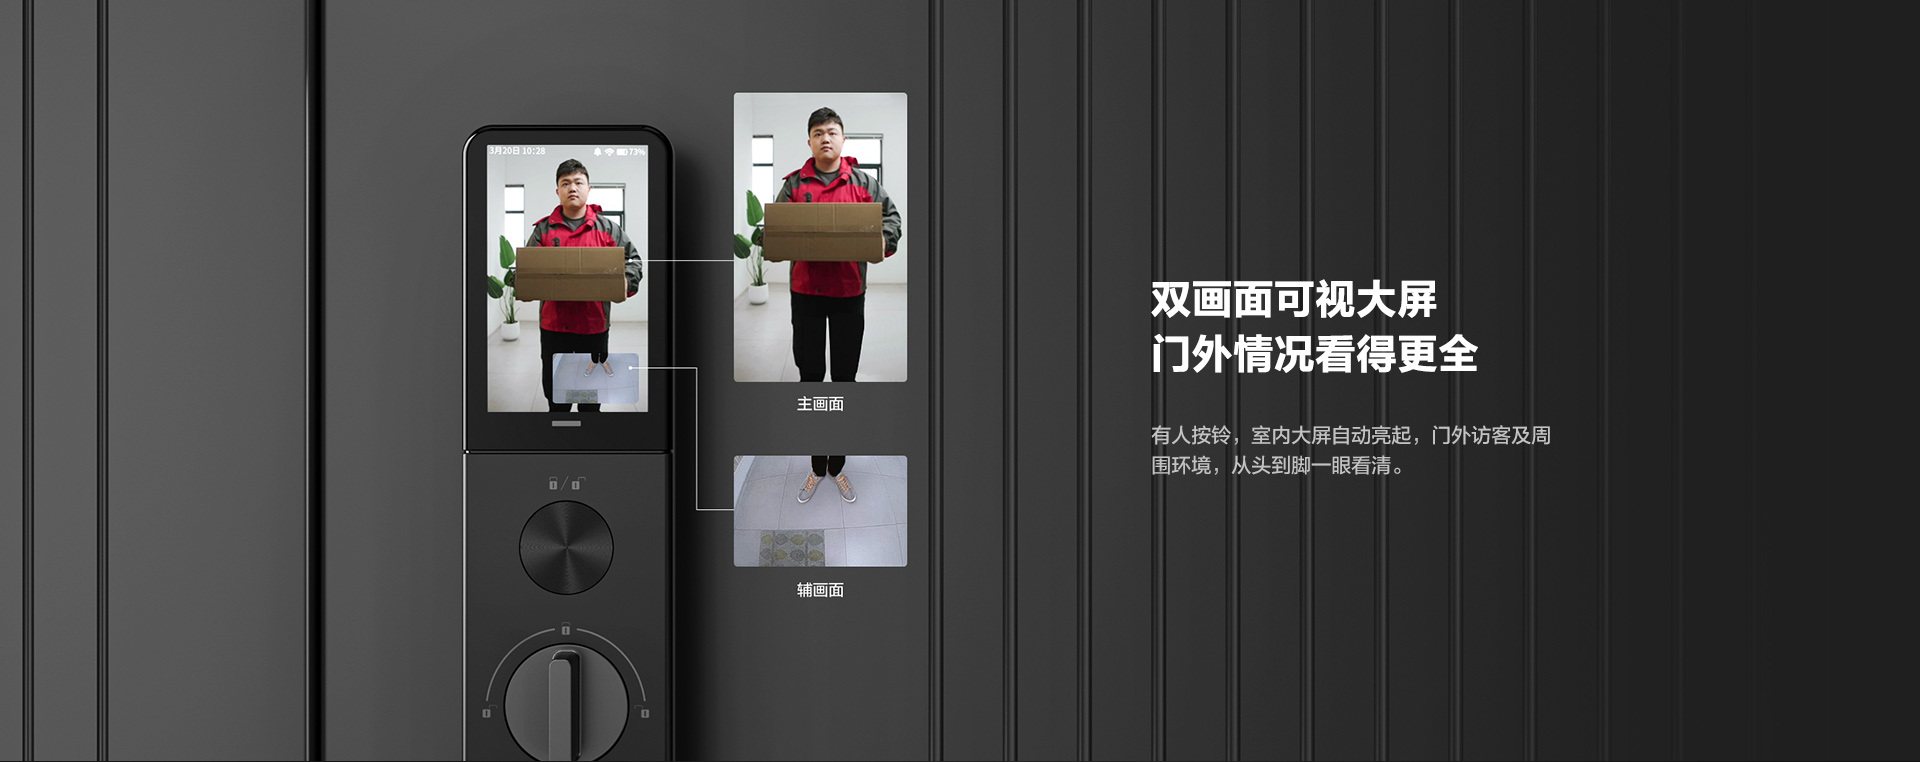 3月20日 10:28
73%
主画面
辅画面
双画面可视大屏
门外情况看得更全
有人按铃，室内大屏自动亮起，门外访客及周
围环境，从头到脚一眼看清。